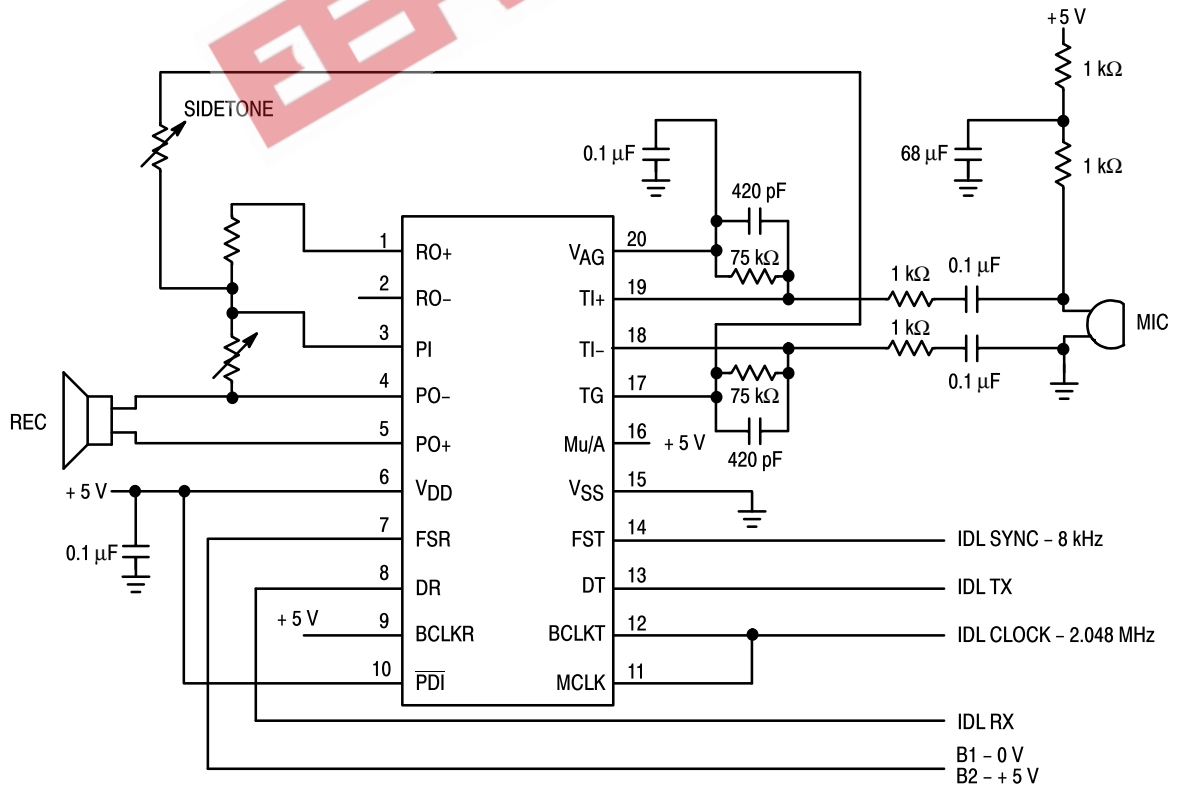 +5 V
1 kΩ
SIDETONE
0.1 µF
68 µF
1 kΩ
420 pF
1 RO+
VAG 20
75 kΩ
1 kΩ
0.1 µF
2 RO–
TI+ 19
MIC
3 PI
TI– 18
1 kΩ
0.1 µF
4 PO–
TG 17
75 kΩ
REC
5 PO+
Mu/A 16
+ 5 V
420 pF
+ 5 V
6 VDD
VSS 15
0.1 µF
7 FSR
FST 14
IDL SYNC – 8 kHz
8 DR
DT 13
IDL TX
+ 5 V
9 BCLKR
BCLKT 12
IDL CLOCK – 2.048 MHz
10 PDI
MCLK 11
IDL RX
B1 – 0 V
B2 – + 5 V